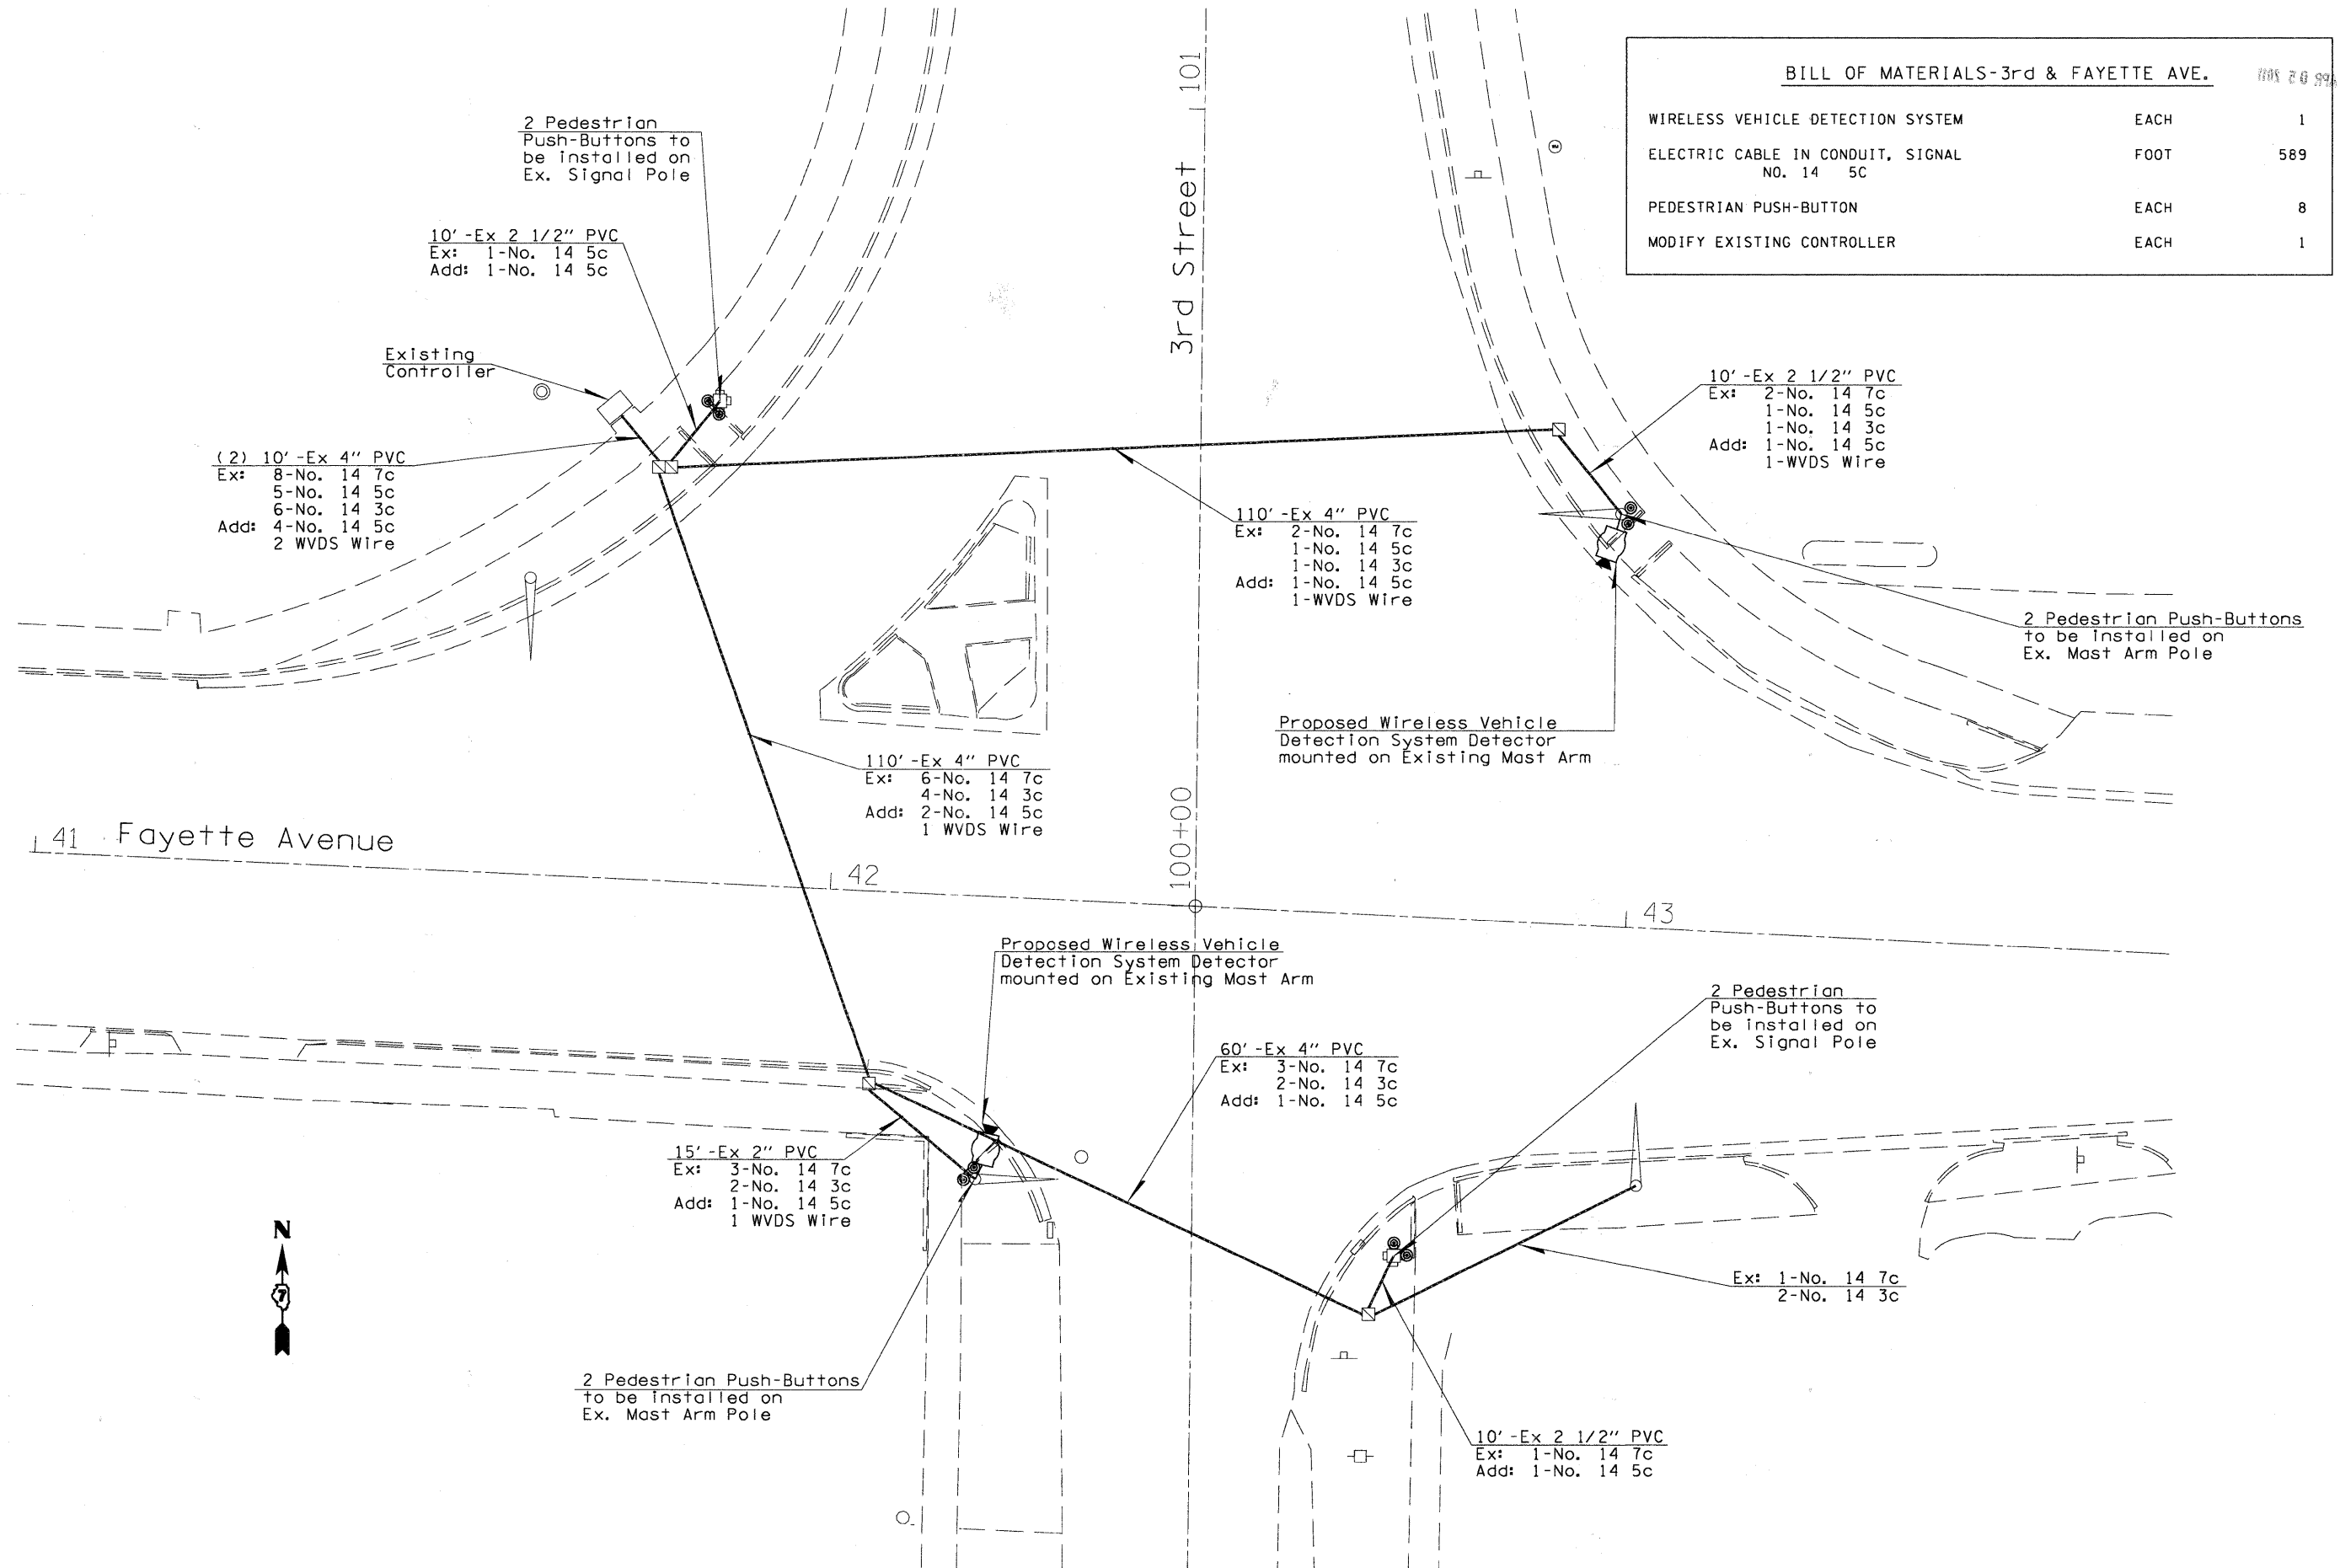 BILL OF MATERIALS-3rd & FAYETTE AVE.
WIRELESS VEHICLE DETECTION SYSTEM EACH 1
ELECTRIC CABLE IN CONDUIT, SIGNAL FOOT 589
NO. 14 5C
PEDESTRIAN PUSH-BUTTON EACH 8
MODIFY EXISTING CONTROLLER EACH 1
101
3rd Street
2 Pedestrian
Push-Buttons to
be installed on
Ex. Signal Pole
10'-Ex 2 1/2" PVC
Ex: 1-No. 14 5c
Add: 1-No. 14 5c
Existing
Controller
(2) 10'-Ex 4" PVC
Ex: 8-No. 14 7c
5-No. 14 5c
6-No. 14 3c
Add: 4-No. 14 5c
2 WVDS Wire
10'-Ex 2 1/2" PVC
Ex: 2-No. 14 7c
1-No. 14 5c
1-No. 14 3c
Add: 1-No. 14 5c
1-WVDS Wire
110'-Ex 4" PVC
Ex: 2-No. 14 7c
1-No. 14 5c
1-No. 14 3c
Add: 1-No. 14 5c
1-WVDS Wire
2 Pedestrian Push-Buttons
to be installed on
Ex. Mast Arm Pole
Proposed Wireless Vehicle
Detection System Detector
mounted on Existing Mast Arm
110'-Ex 4" PVC
Ex: 6-No. 14 7c
4-No. 14 3c
Add: 2-No. 14 5c
1 WVDS Wire
41 Fayette Avenue
42
100+00
43
Proposed Wireless Vehicle
Detection System Detector
mounted on Existing Mast Arm
2 Pedestrian
Push-Buttons to
be installed on
Ex. Signal Pole
60'-Ex 4" PVC
Ex: 3-No. 14 7c
2-No. 14 3c
Add: 1-No. 14 5c
15'-Ex 2" PVC
Ex: 3-No. 14 7c
2-No. 14 3c
Add: 1-No. 14 5c
1 WVDS Wire
N
7
Ex: 1-No. 14 7c
2-No. 14 3c
2 Pedestrian Push-Buttons
to be installed on
Ex. Mast Arm Pole
10'-Ex 2 1/2" PVC
Ex: 1-No. 14 7c
Add: 1-No. 14 5c